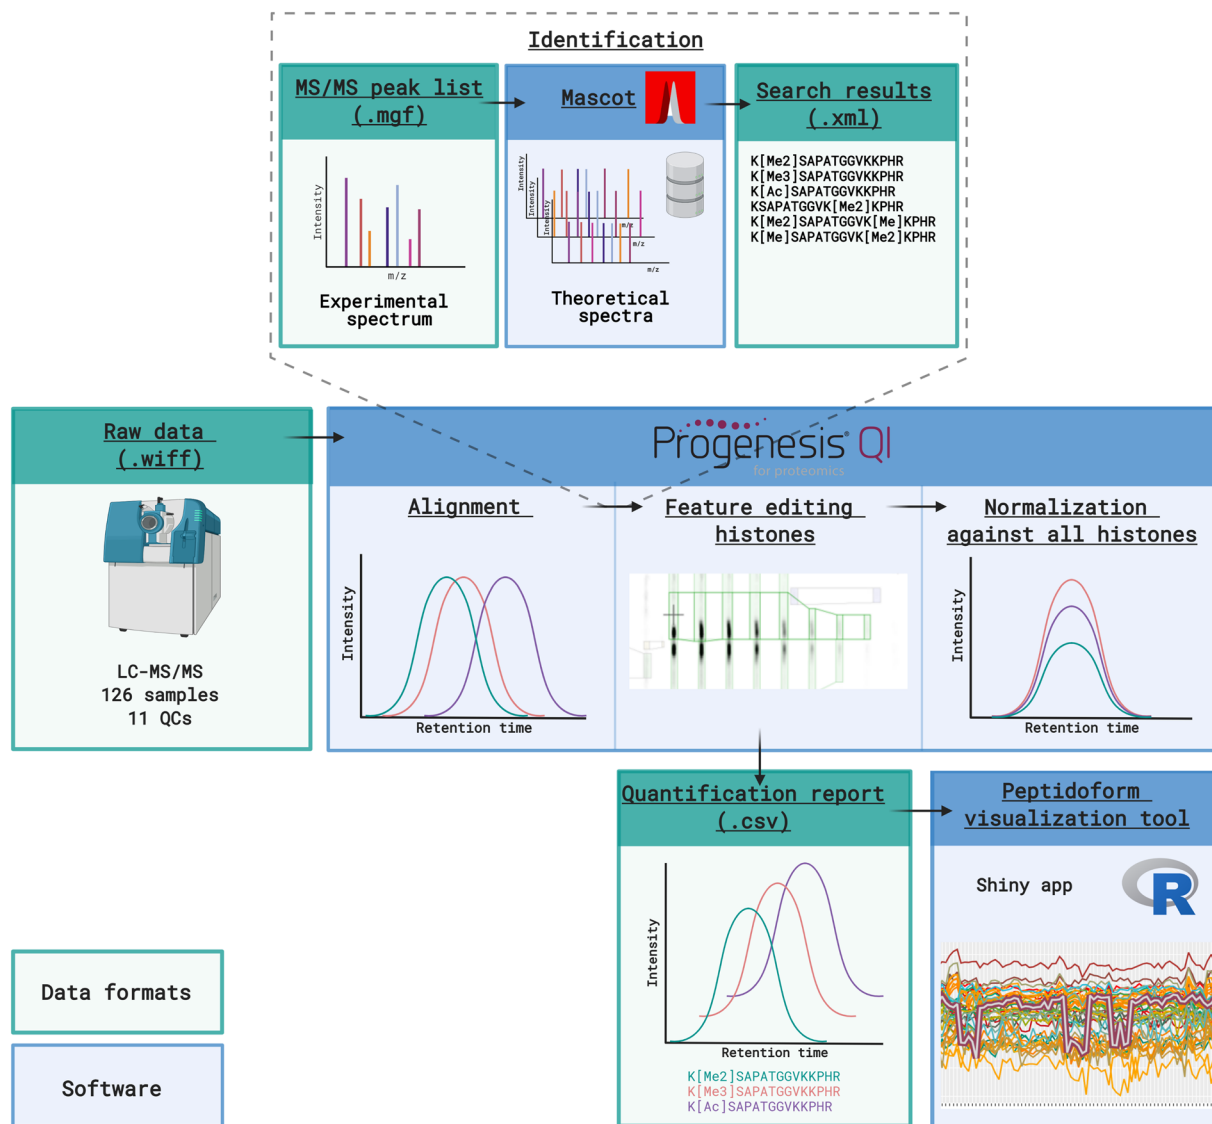 Identification
MS/MS peak list
(.mgf)
Mascot
Search results
(.xml)
Intensity
m/z
Experimental
spectrum
Intensity
Intensity
Intensity
m/z
m/z
m/z
Theoretical
spectra
K[Me2]SAPATGGVKKPHR
K[Me3]SAPATGGVKKPHR
K[Ac]SAPATGGVKKPHR
KSAPATGGVK[Me2]KPHR
K[Me2]SAPATGGVK[Me]KPHR
K[Me]SAPATGGVK[Me2]KPHR
Raw data
(.wiff)
LC-MS/MS
126 samples
11 QCs
Progenesis QI
for proteomics
Alignment
Intensity
Retention time
Feature editing
histones
Normalization
against all histones
Intensity
Retention time
Quantification report
(.csv)
Intensity
Retention time
K[Me2]SAPATGGVKKPHR
K[Me3]SAPATGGVKKPHR
K[Ac]SAPATGGVKKPHR
Peptidoform
visualization tool
Shiny app
R
Data formats
Software